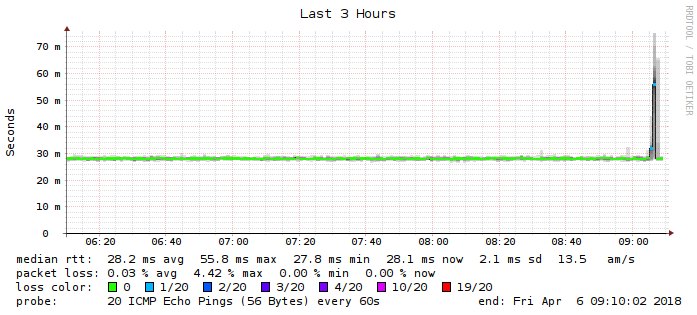 Last 3 Hours
RRDTOOL / TOBI OETIKER
Seconds
70 m
60 m
50 m
40 m
30 m
20 m
10 m
0
06:20 06:40 07:00 07:20 07:40 08:00 08:20 08:40 09:00
median rtt: 28.2 ms avg 55.8 ms max 27.8 ms min 28.1 ms now 2.1 ms sd 13.5 am/s
packet loss: 0.03 % avg 4.42 % max 0.00 % min 0.00 % now
loss color: 0 1/20 2/20 3/20 4/20 10/20 19/20
probe: 20 ICMP Echo Pings (56 Bytes) every 60s end: Fri Apr 6 09:10:02 2018